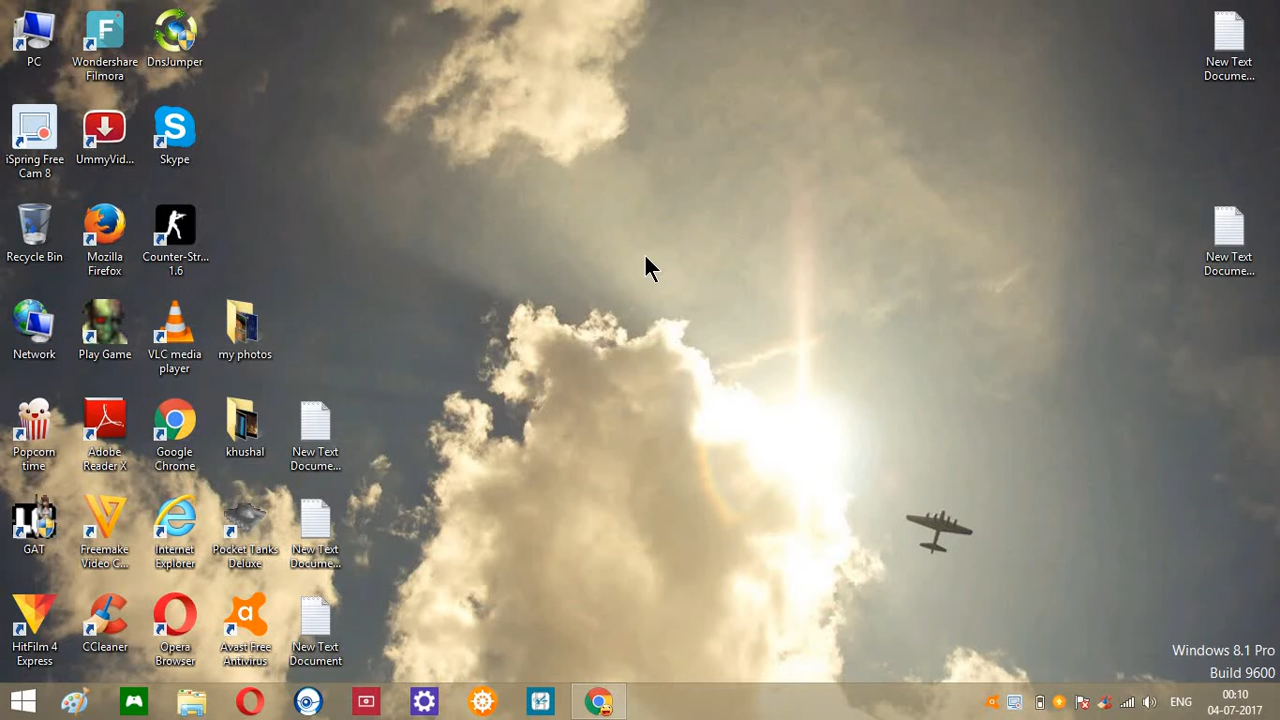 PC
Wondershare
Filmora
DnsJumper
New Text
Docume...
iSpring Free
Cam 8
UmmyVid...
Skype
Recycle Bin
Mozilla
Firefox
Counter-Str...
1.6
New Text
Docume...
Network
Play Game
VLC media
player
my photos
Popcorn
time
Adobe
Reader X
Google
Chrome
khushal
New Text
Docume...
GAT
Freemake
Video C...
Internet
Explorer
Pocket Tanks
Deluxe
New Text
Docume...
HitFilm 4
Express
CCleaner
Opera
Browser
Avast Free
Antivirus
New Text
Document
Windows 8.1 Pro
Build 9600
ENG
00:10
04-07-2017